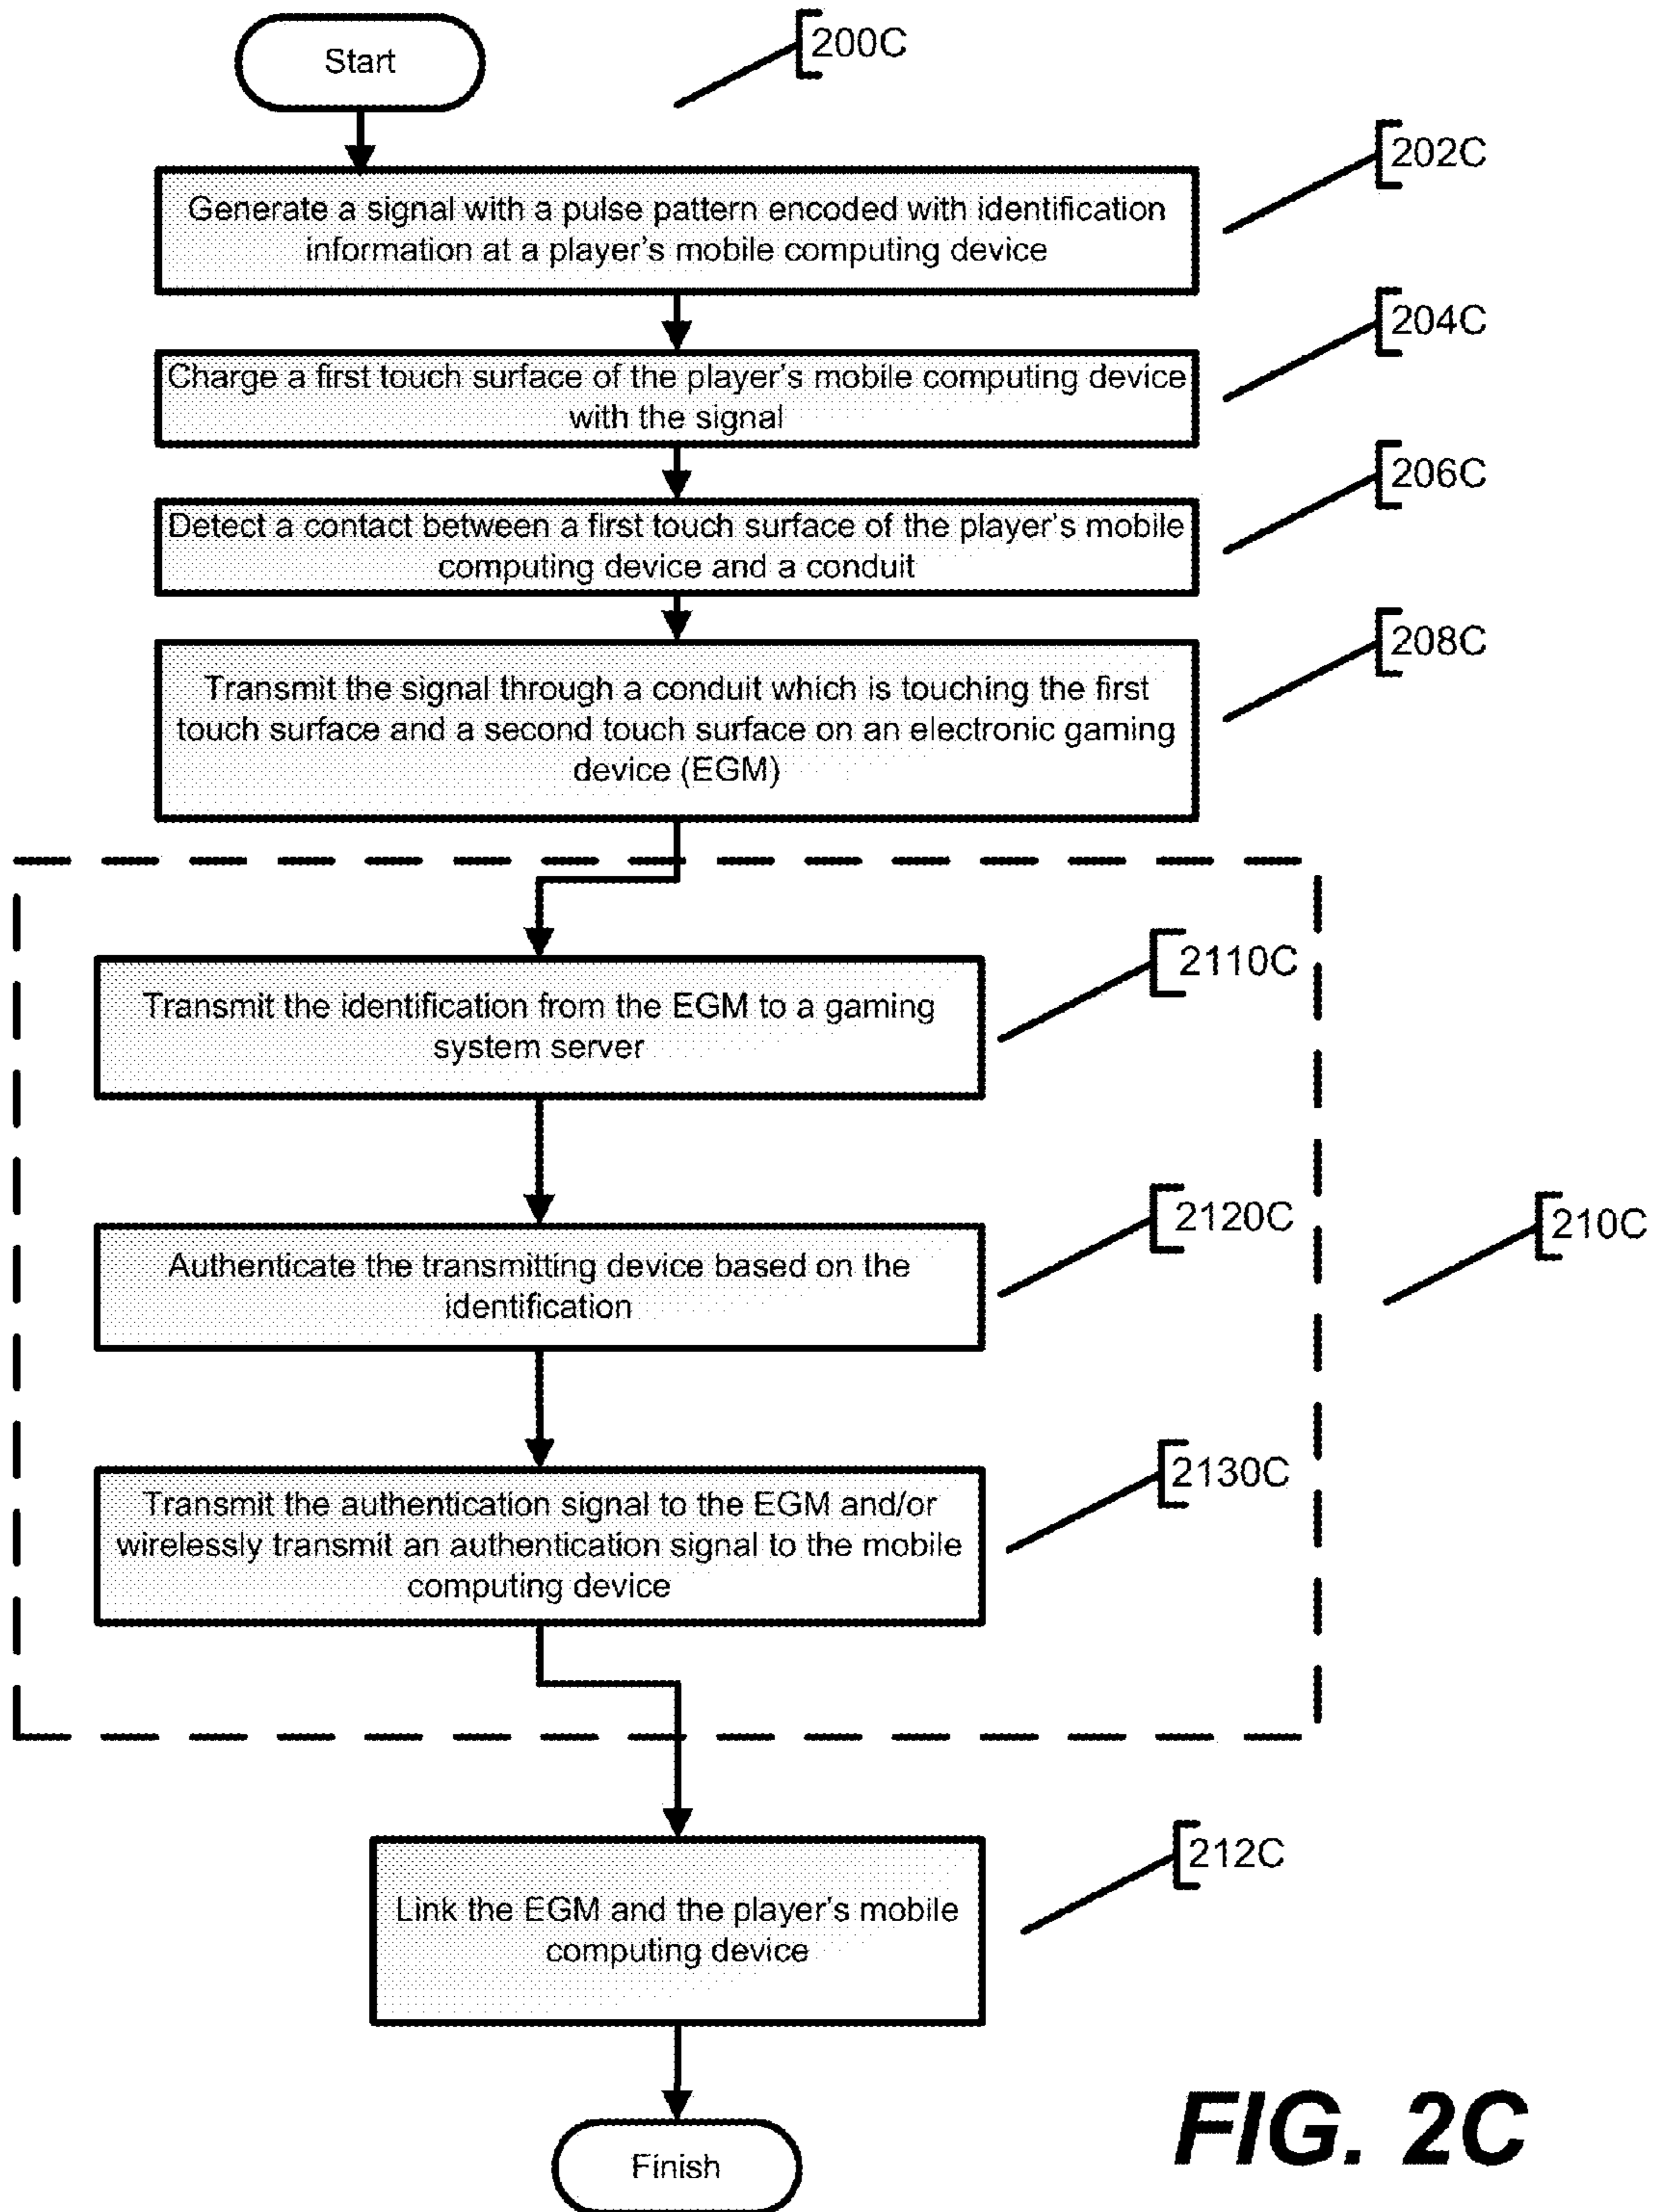 Start
200C
202C
Generate a signal with a pulse pattern encoded with identification
information at a player's mobile computing device
204C
Charge a first touch surface of the player's mobile computing device
with the signal
206C
Detect a contact between a first touch surface of the player's mobile
computing device and a conduit
208C
Transmit the signal through a conduit which is touching the first
touch surface and a second touch surface on an electronic gaming
device (EGM)
2110C
Transmit the identification from the EGM to a gaming
system server
2120C
210C
Authenticate the transmitting device based on the
identification
2130C
Transmit the authentication signal to the EGM and/or
wirelessly transmit an authentication signal to the mobile
computing device
212C
Link the EGM and the player's mobile
computing device
Finish
FIG. 2C